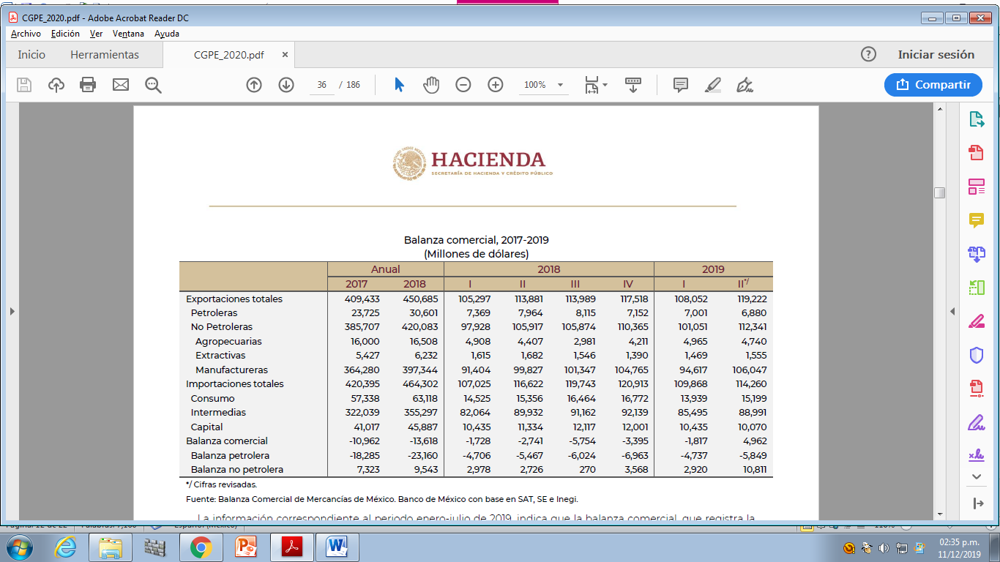 CGPE_2020.pdf - Adobe Acrobat Reader DC
Archivo Edición Ver Ventana Ayuda
Inicio Herramientas CGPE_2020.pdf × Iniciar sesión
36 / 186 100% Compartir
HACIENDA
SECRETARÍA DE HACIENDA Y CRÉDITO PÚBLICO
Balanza comercial, 2017-2019
(Millones de dólares)
Anual 2018 2019
2017 2018 I II III IV I II*/
Exportaciones totales 409,433 450,685 105,297 113,881 113,989 117,518 108,052 119,222
Petroleras 23,725 30,601 7,369 7,964 8,115 7,152 7,001 6,880
No Petroleras 385,707 420,083 97,928 105,917 105,874 110,365 101,051 112,341
Agropecuarias 16,000 16,508 4,908 4,407 2,981 4,211 4,965 4,740
Extractivas 5,427 6,232 1,615 1,682 1,546 1,390 1,469 1,555
Manufactureras 364,280 397,344 91,404 99,827 101,347 104,765 94,617 106,047
Importaciones totales 420,395 464,302 107,025 116,622 119,743 120,913 109,868 114,260
Consumo 57,338 63,118 14,525 15,356 16,464 16,772 13,939 15,199
Intermedias 322,039 355,297 82,064 89,932 91,162 92,139 85,495 88,991
Capital 41,017 45,887 10,435 11,334 12,117 12,001 10,435 10,070
Balanza comercial -10,962 -13,618 -1,728 -2,741 -5,754 -3,395 -1,817 4,962
Balanza petrolera -18,285 -23,160 -4,706 -5,467 -6,024 -6,963 -4,737 -5,849
Balanza no petrolera 7,323 9,543 2,978 2,726 270 3,568 2,920 10,811
*/ Cifras revisadas.
Fuente: Balanza Comercial de Mercancías de México. Banco de México con base en SAT, SE e Inegi.
La información correspondiente al periodo enero-julio de 2019, indica que la balanza comercial, que registra la
02:35 p.m.
11/12/2019